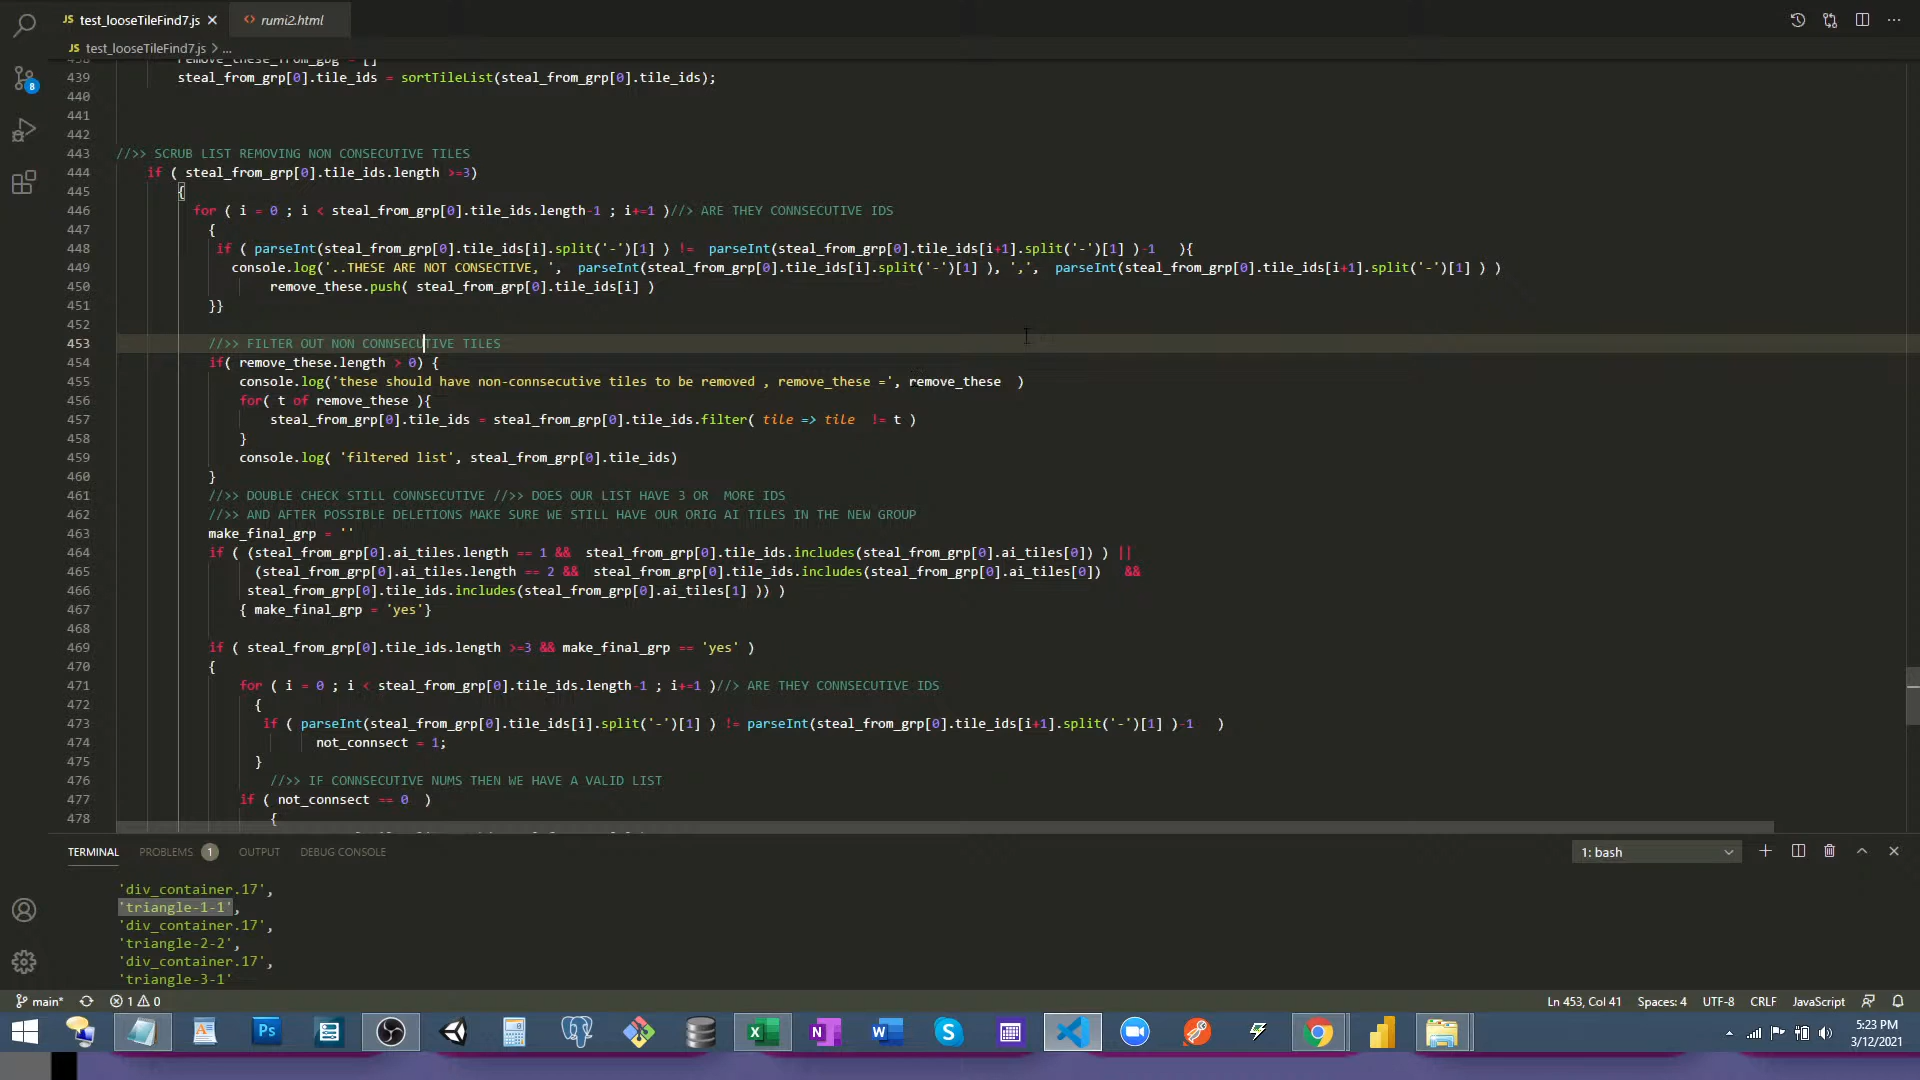 JS test_looseTileFind7.js
<> rumi2.html
JS test_looseTileFind7.js > ...
438 remove_these_from_gbg = []
439 steal_from_grp[0].tile_ids = sortTileList(steal_from_grp[0].tile_ids);
440
441
442
443 //>> SCRUB LIST REMOVING NON CONSECUTIVE TILES
444 if ( steal_from_grp[0].tile_ids.length >=3)
445 {
446 for ( i = 0 ; i < steal_from_grp[0].tile_ids.length-1 ; i+=1 )//> ARE THEY CONNSECUTIVE IDS
447 {
448 if ( parseInt(steal_from_grp[0].tile_ids[i].split('-')[1] ) != parseInt(steal_from_grp[0].tile_ids[i+1].split('-')[1] )-1 ){
449 console.log('..THESE ARE NOT CONSECTIVE, ', parseInt(steal_from_grp[0].tile_ids[i].split('-')[1] ), ',', parseInt(steal_from_grp[0].tile_ids[i+1].split('-')[1] ) )
450 remove_these.push( steal_from_grp[0].tile_ids[i] )
451 }}
452
453 //>> FILTER OUT NON CONNSECUTIVE TILES
454 if( remove_these.length > 0) {
455 console.log('these should have non-connsecutive tiles to be removed , remove_these =', remove_these )
456 for( t of remove_these ){
457 steal_from_grp[0].tile_ids = steal_from_grp[0].tile_ids.filter( tile => tile != t )
458 }
459 console.log( 'filtered list', steal_from_grp[0].tile_ids)
460 }
461 //>> DOUBLE CHECK STILL CONNSECUTIVE //>> DOES OUR LIST HAVE 3 OR MORE IDS
462 //>> AND AFTER POSSIBLE DELETIONS MAKE SURE WE STILL HAVE OUR ORIG AI TILES IN THE NEW GROUP
463 make_final_grp = ''
464 if ( (steal_from_grp[0].ai_tiles.length == 1 && steal_from_grp[0].tile_ids.includes(steal_from_grp[0].ai_tiles[0]) ) ||
465 (steal_from_grp[0].ai_tiles.length == 2 && steal_from_grp[0].tile_ids.includes(steal_from_grp[0].ai_tiles[0]) &&
466 steal_from_grp[0].tile_ids.includes(steal_from_grp[0].ai_tiles[1] )) )
467 { make_final_grp = 'yes'}
468
469 if ( steal_from_grp[0].tile_ids.length >=3 && make_final_grp == 'yes' )
470 {
471 for ( i = 0 ; i < steal_from_grp[0].tile_ids.length-1 ; i+=1 )//> ARE THEY CONNSECUTIVE IDS
472 {
473 if ( parseInt(steal_from_grp[0].tile_ids[i].split('-')[1] ) != parseInt(steal_from_grp[0].tile_ids[i+1].split('-')[1] )-1 )
474 not_connsect = 1;
475 }
476 //>> IF CONNSECUTIVE NUMS THEN WE HAVE A VALID LIST
477 if ( not_connsect == 0 )
478 {
8
TERMINAL PROBLEMS 1 OUTPUT DEBUG CONSOLE 1: bash
'div_container.17',
'triangle-1-1',
'div_container.17',
'triangle-2-2',
'div_container.17',
'triangle-3-1'
main* 1 0 Ln 453, Col 41 Spaces: 4 UTF-8 CRLF JavaScript
Ps
5:23 PM
3/12/2021